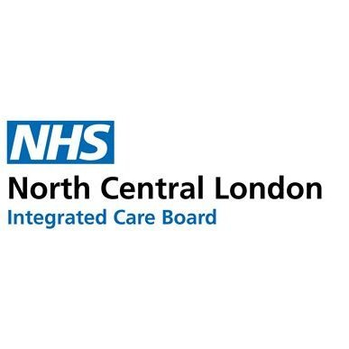 NHS
North Central London
Integrated Care Board